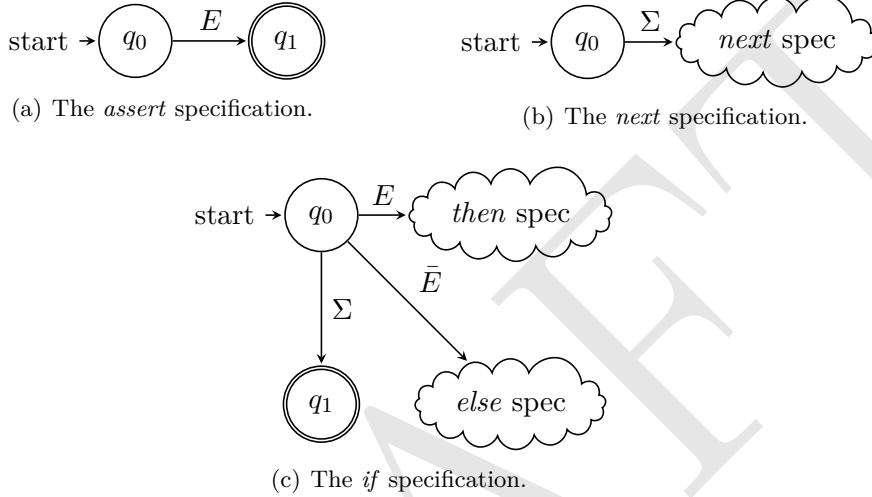 start q₀ E q₁
start q₀ Σ next spec
(a) The assert specification.
(b) The next specification.
start q₀ E then spec
Σ Ē
q₁ else spec
(c) The if specification.
AFT